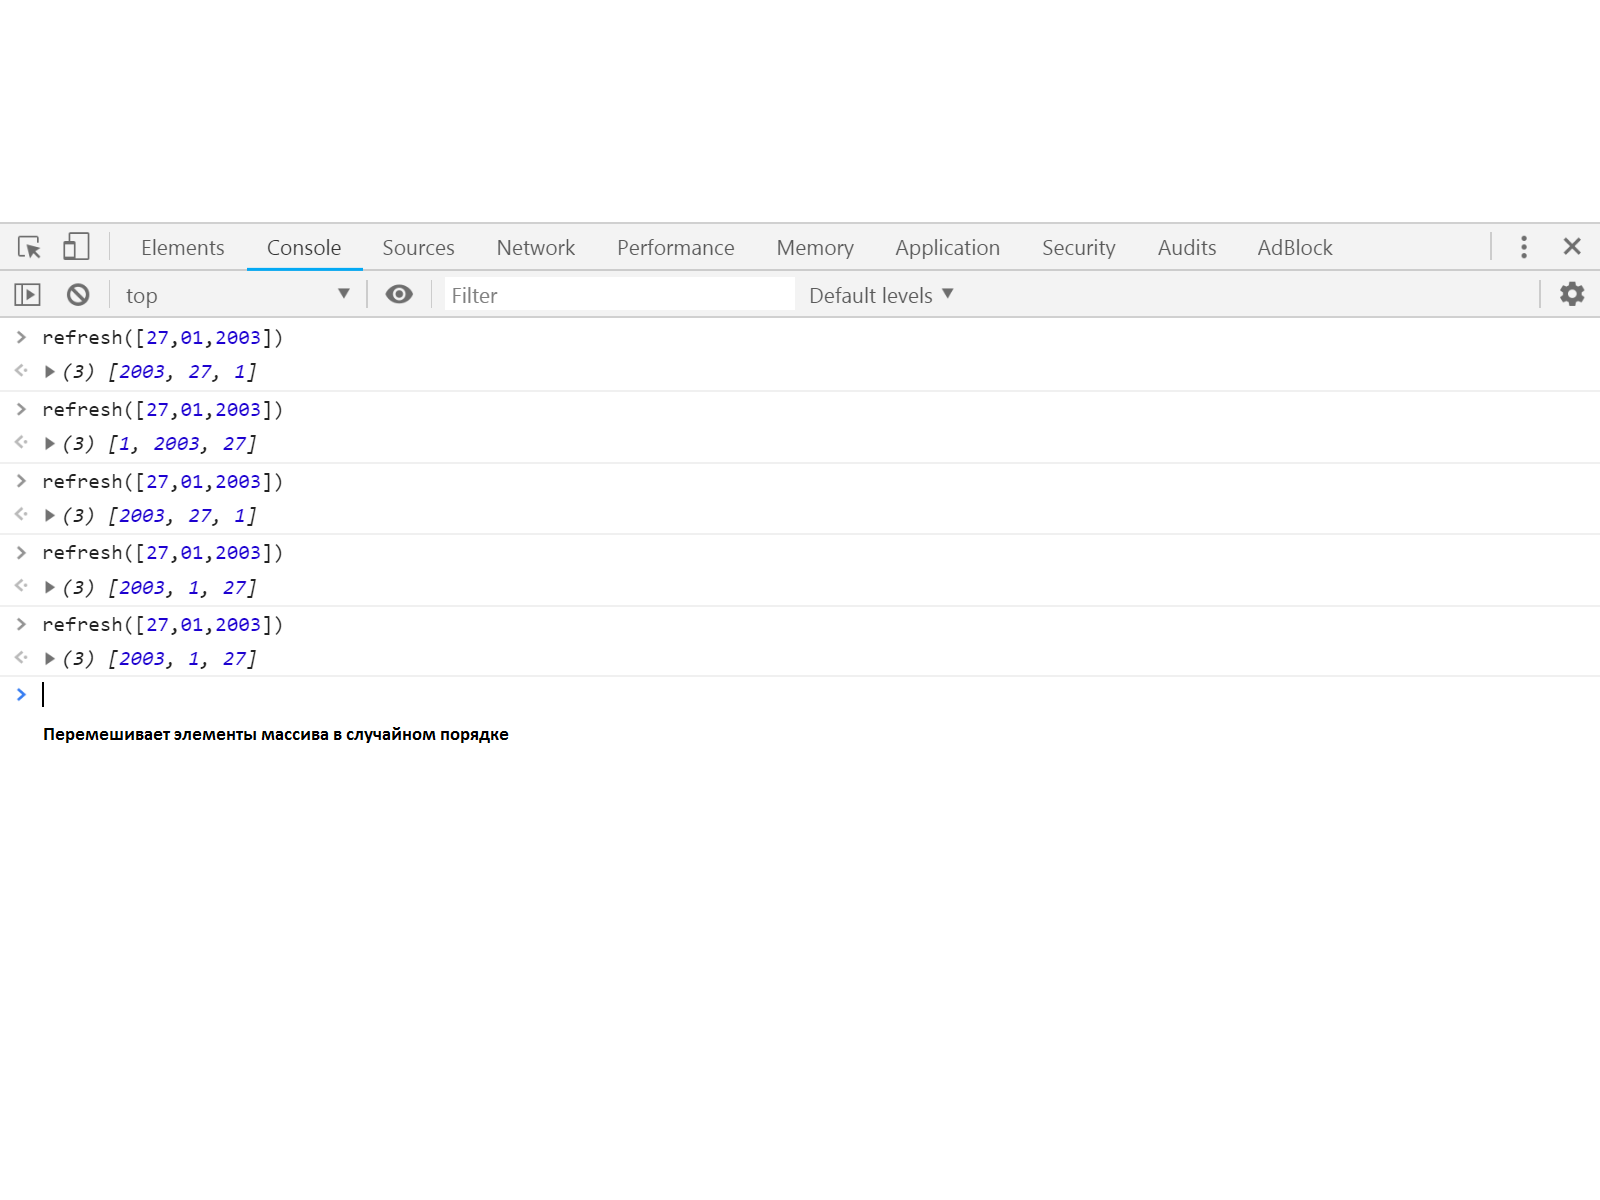 Elements Console Sources Network Performance Memory Application Security Audits AdBlock
top Filter Default levels
refresh([27,01,2003])
(3) [2003, 27, 1]
refresh([27,01,2003])
(3) [1, 2003, 27]
refresh([27,01,2003])
(3) [2003, 27, 1]
refresh([27,01,2003])
(3) [2003, 1, 27]
refresh([27,01,2003])
(3) [2003, 1, 27]
Перемешивает элементы массива в случайном порядке